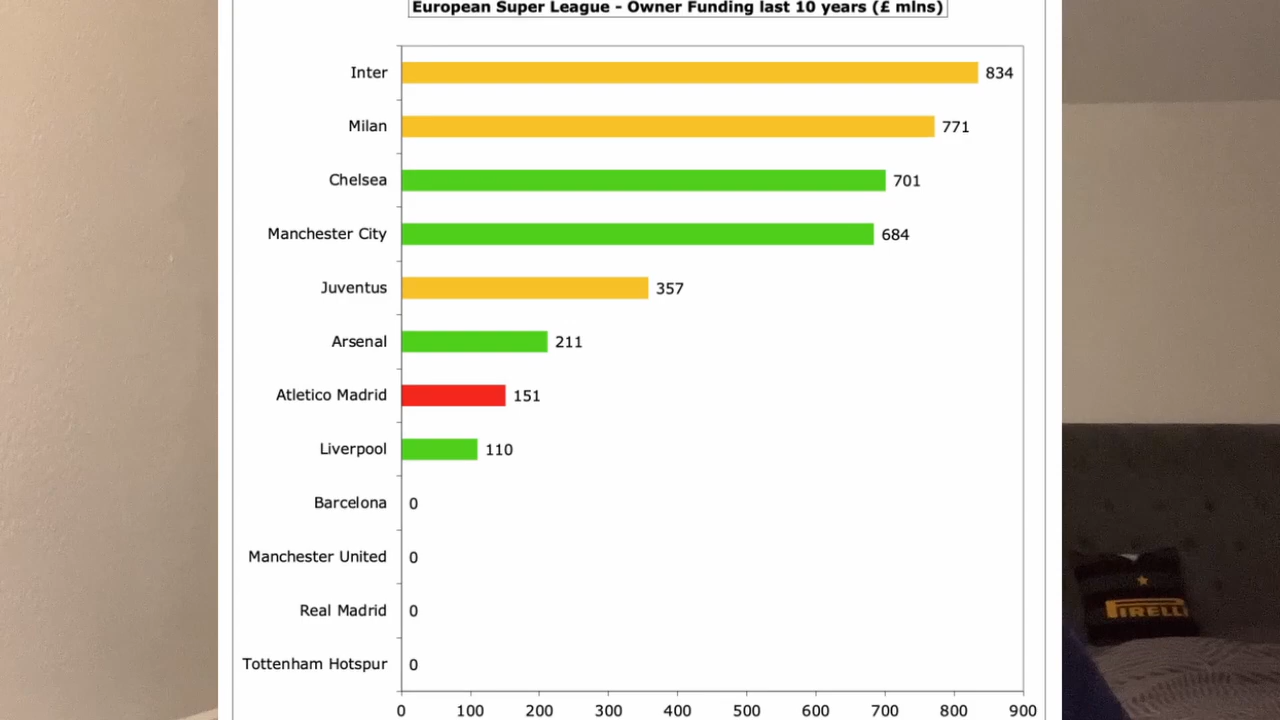 European Super League - Owner Funding last 10 years (£ mlns)
Inter 834
Milan 771
Chelsea 701
Manchester City 684
Juventus 357
Arsenal 211
Atletico Madrid 151
Liverpool 110
Barcelona 0
Manchester United 0
Real Madrid 0
Tottenham Hotspur 0
0 100 200 300 400 500 600 700 800 900
PIRELLI